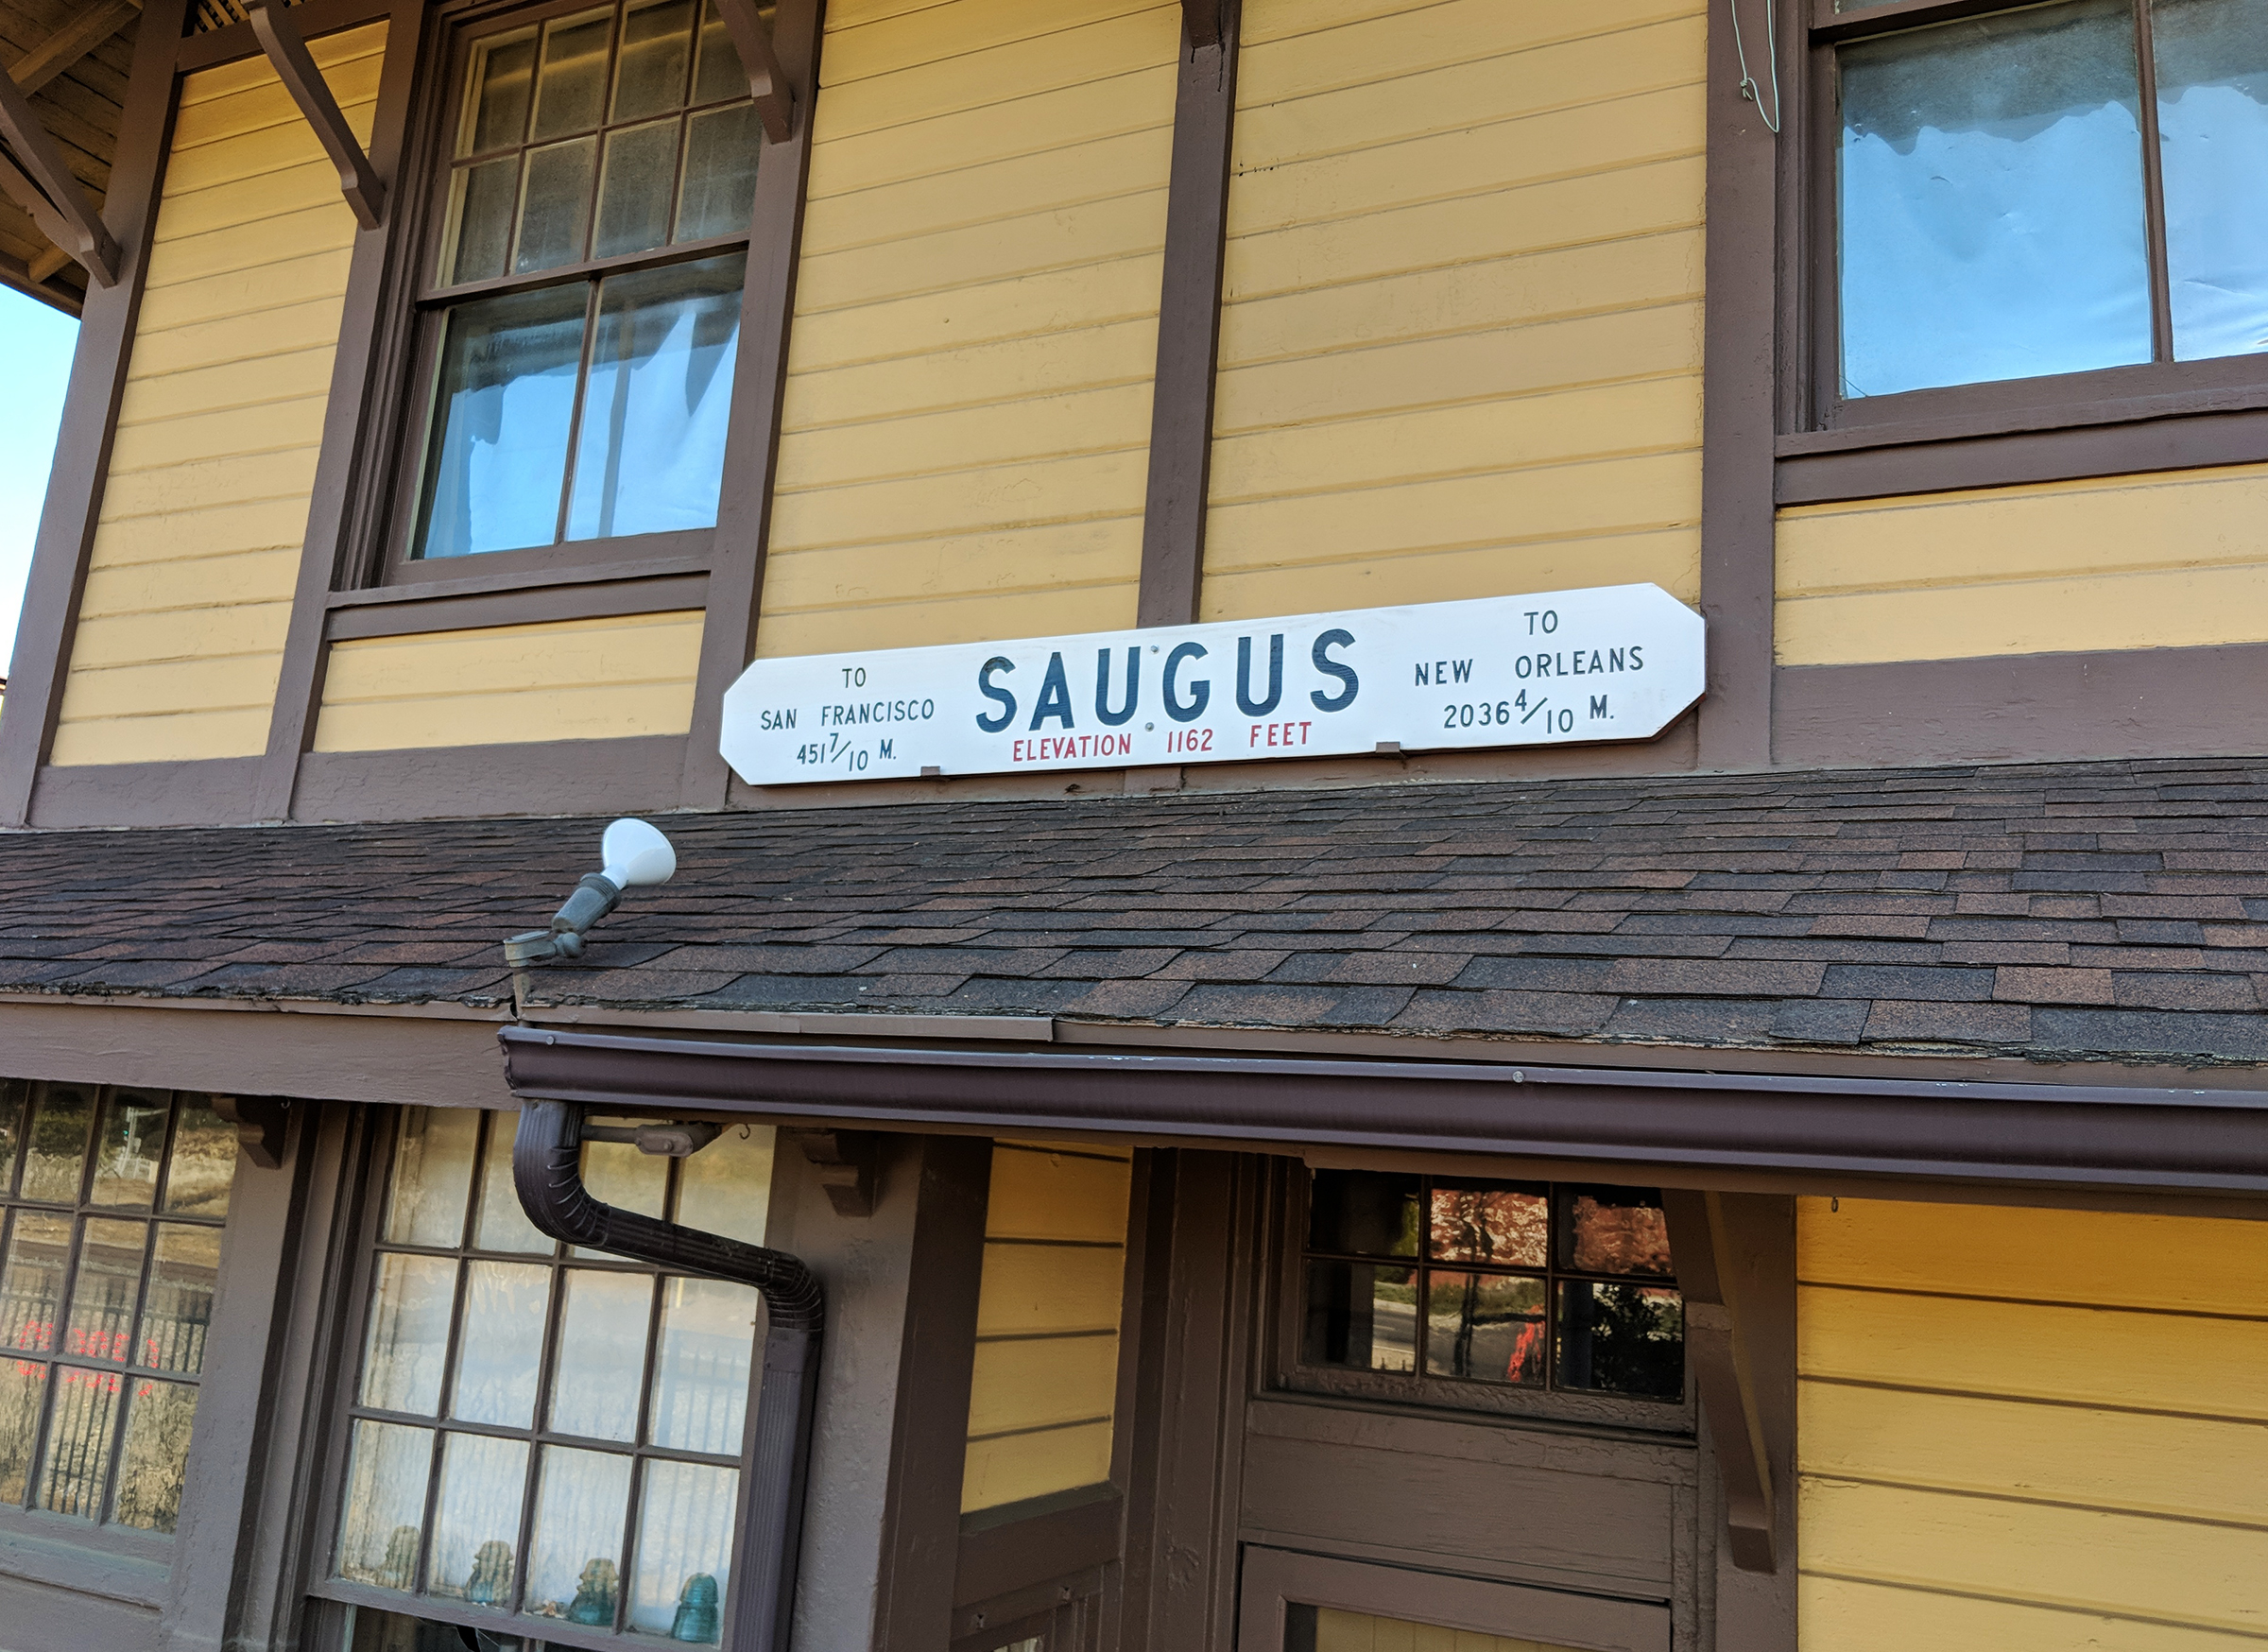 TO
SAN FRANCISCO
451 7/10 M.
SAUGUS
ELEVATION 1162 FEET
TO
NEW ORLEANS
2036 4/10 M.